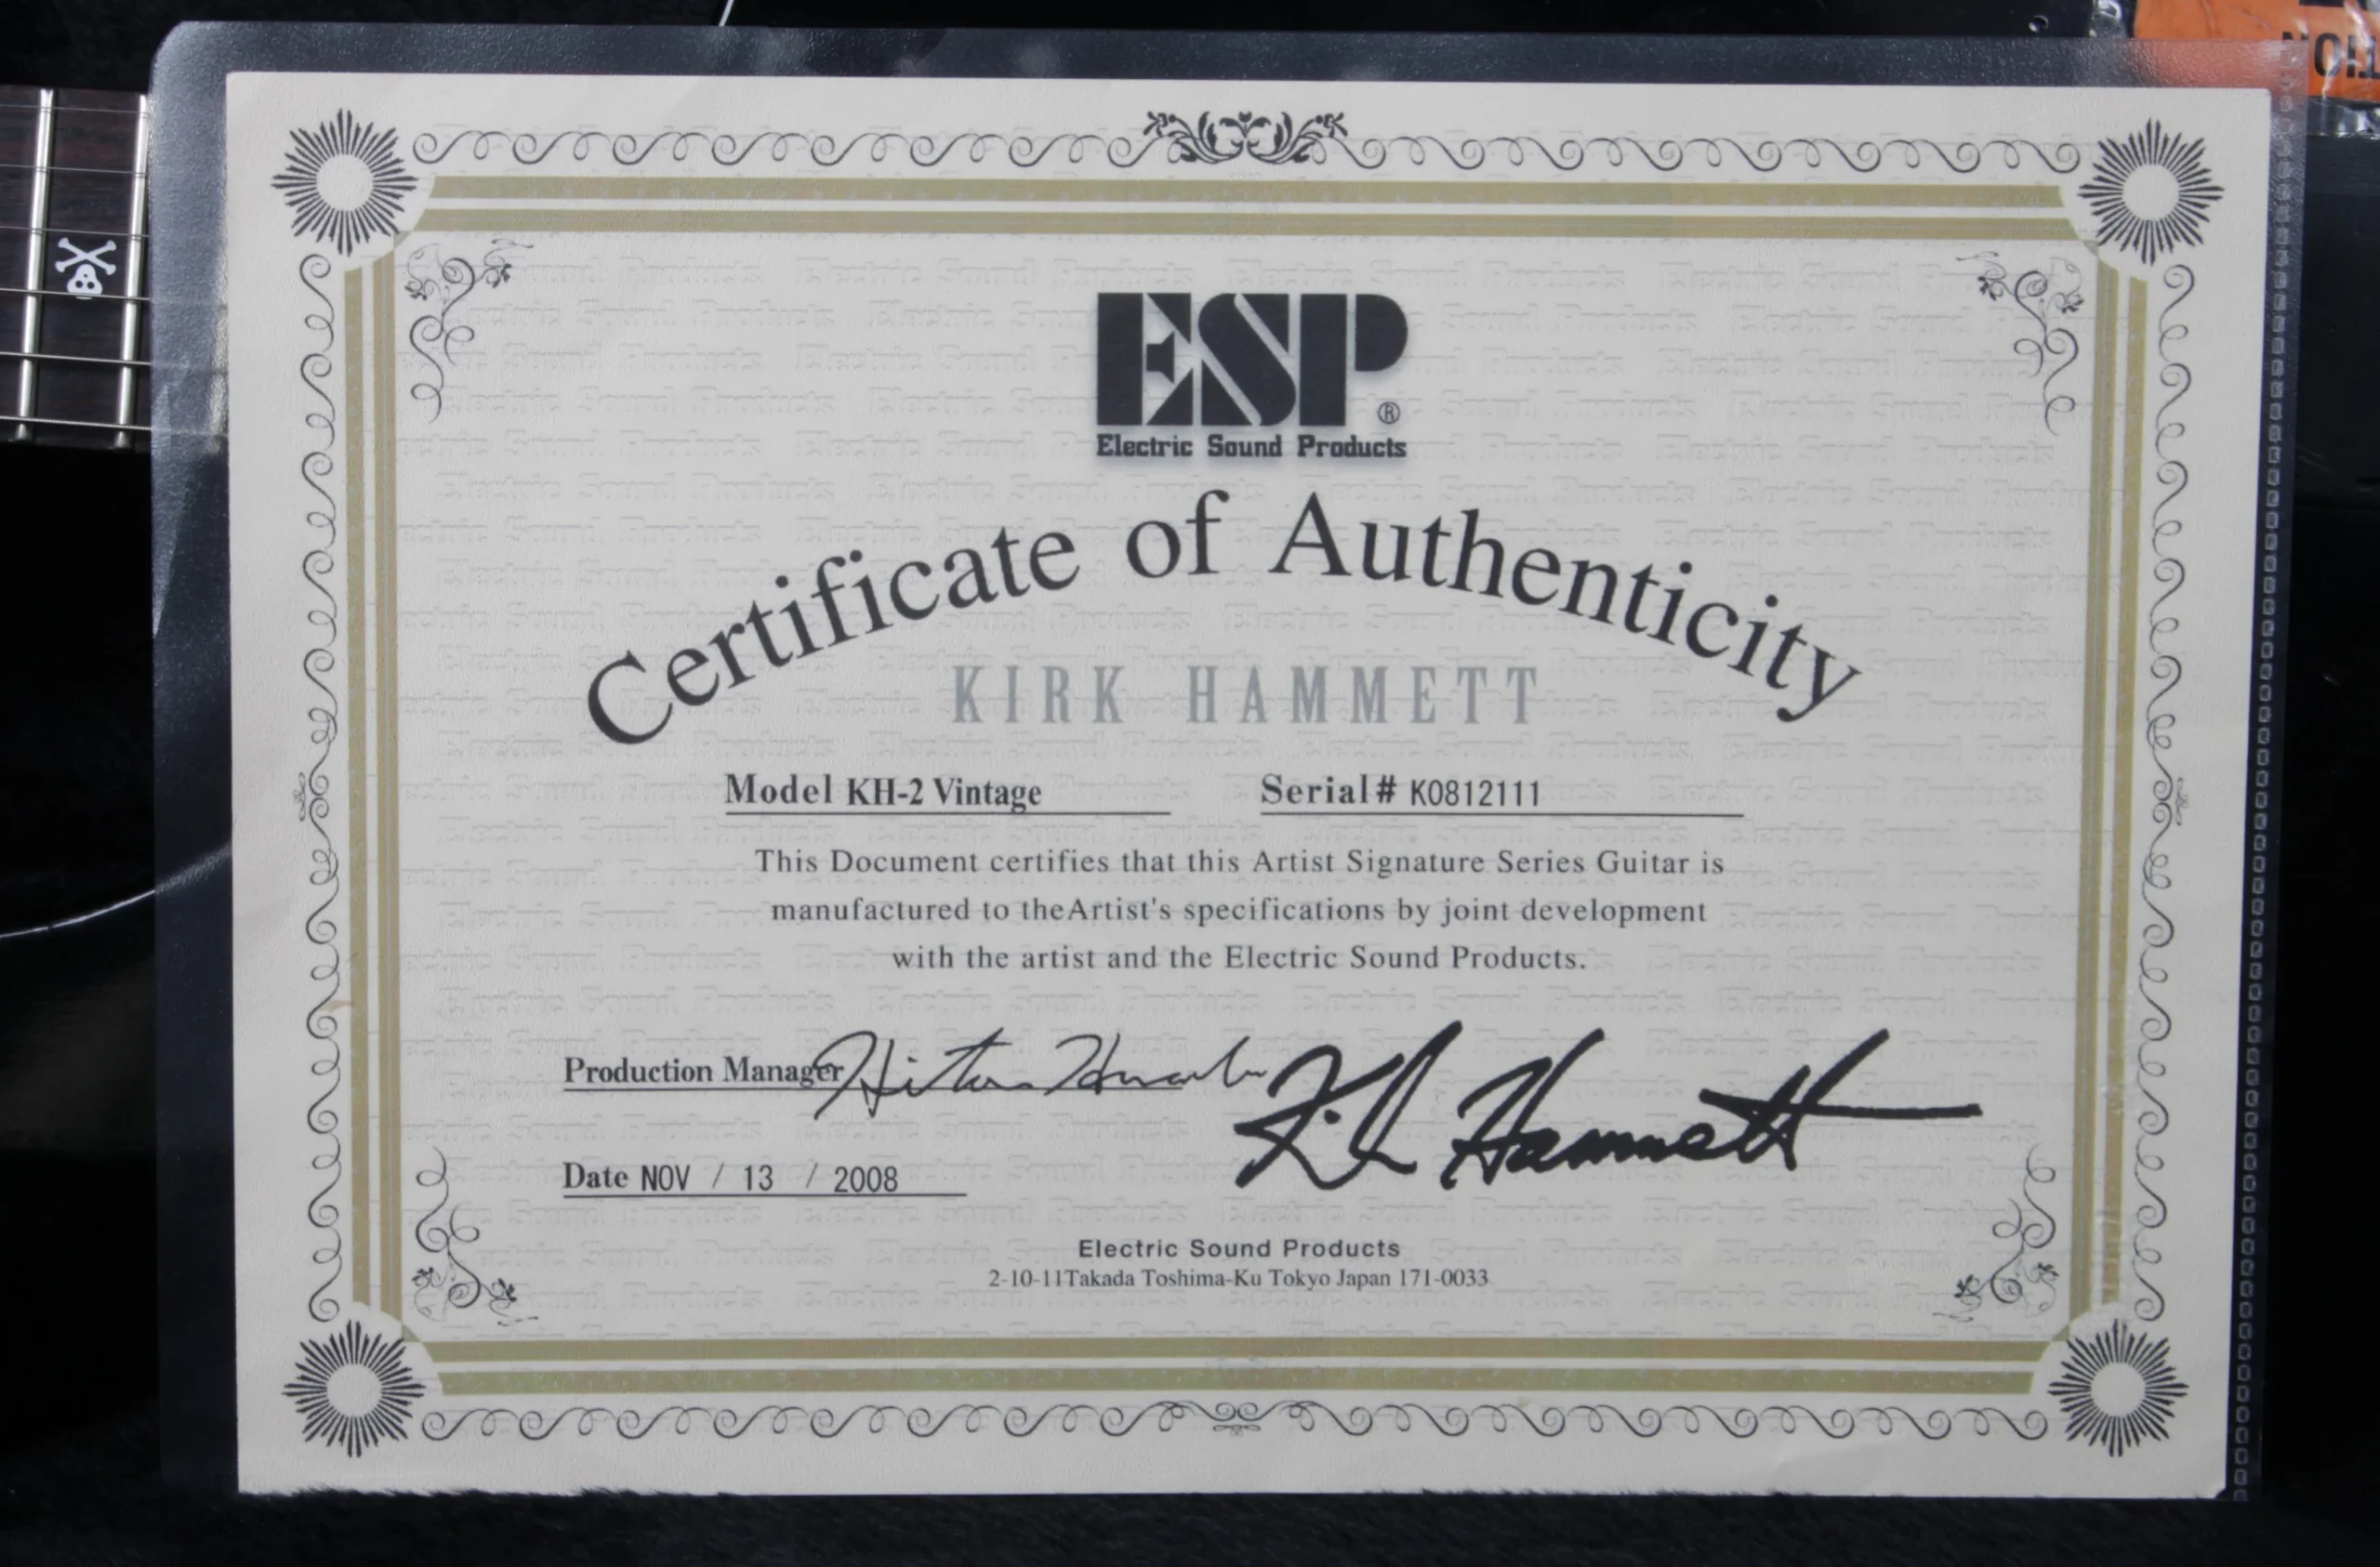 TION
ESP®
Electric Sound Products
Certificate of Authenticity
KIRK HAMMETT
Model KH-2 Vintage
Serial# K0812111
This Document certifies that this Artist Signature Series Guitar is
manufactured to theArtist's specifications by joint development
with the artist and the Electric Sound Products.
Production Manager
Kirk Hammett
Date NOV / 13 / 2008
Electric Sound Products
2-10-11Takada Toshima-Ku Tokyo Japan 171-0033